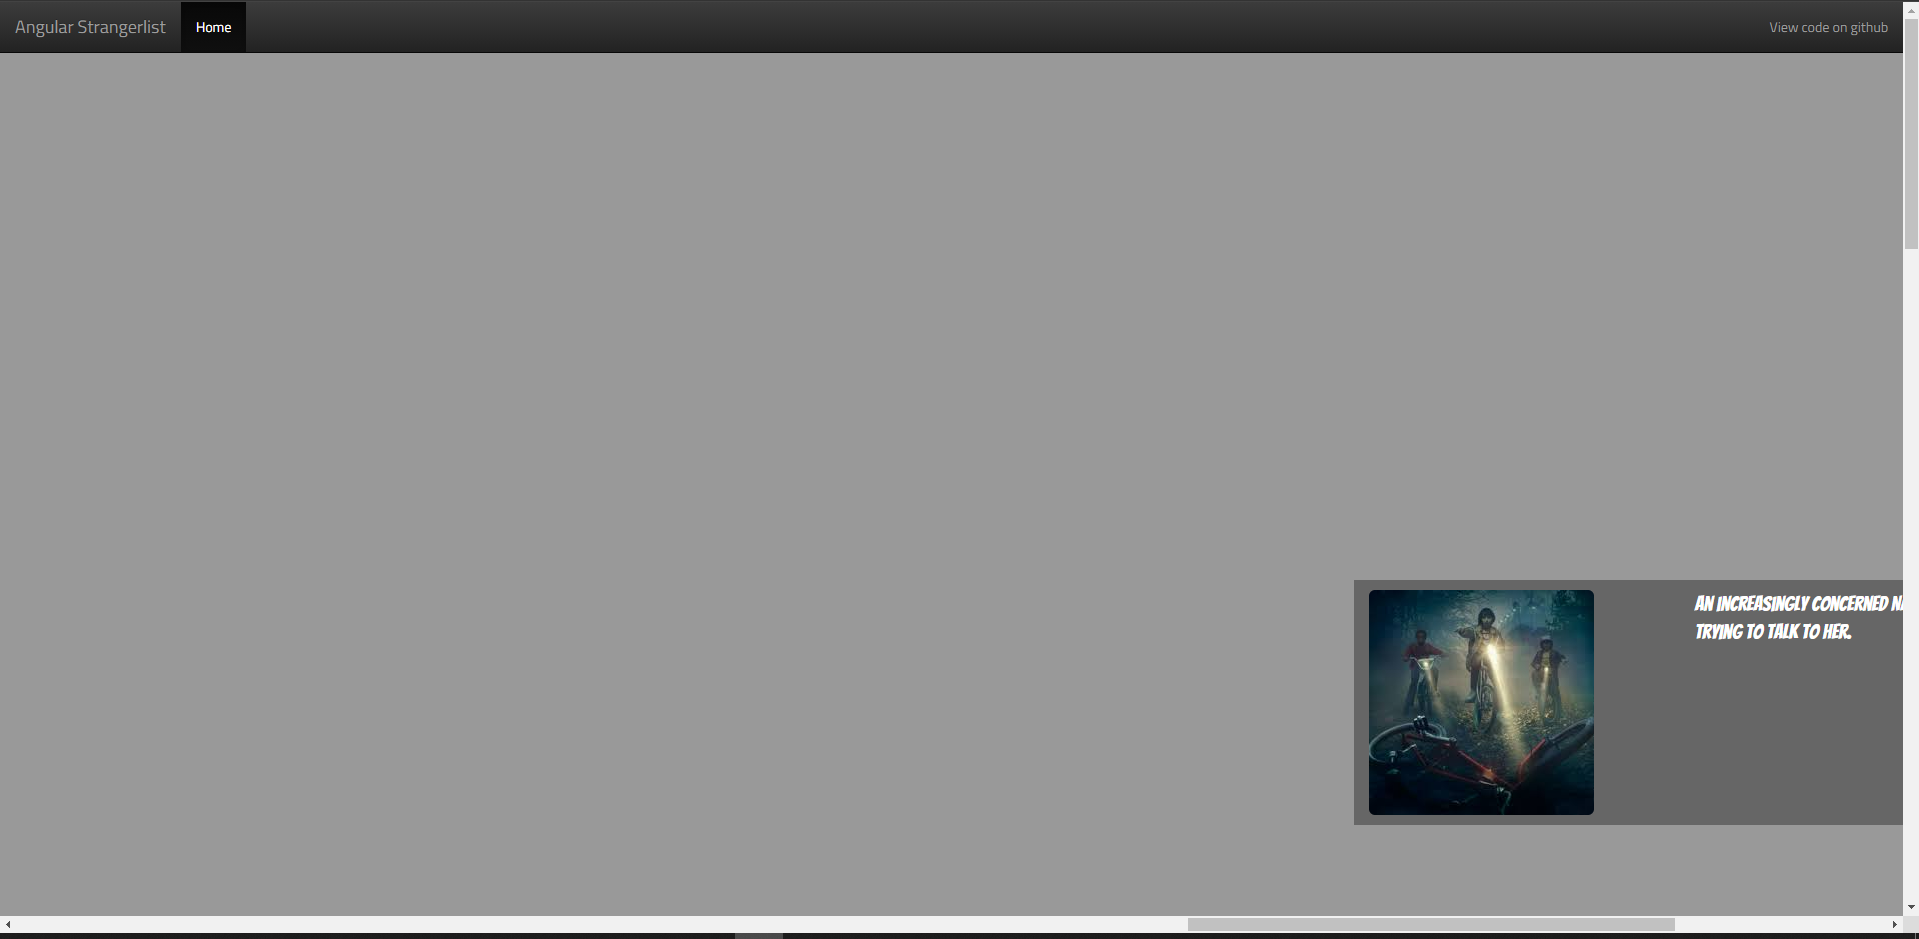 Angular Strangerlist
Home
View code on github
AN INCREASINGLY CONCERNED
TRYING TO TALK TO HER.